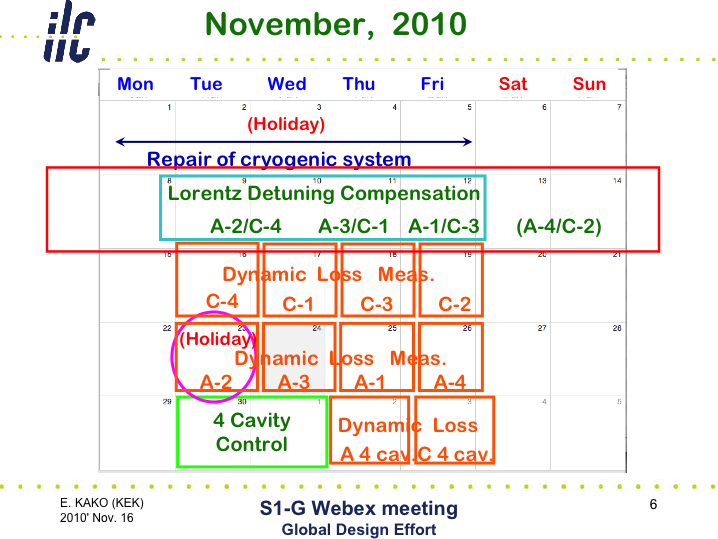 ilc
November, 2010
Mon Tue Wed Thu Fri Sat Sun
1 2 3 4 5 6 7
(Holiday)
Repair of cryogenic system
8 9 10 11 12 13 14
Lorentz Detuning Compensation
A-2/C-4 A-3/C-1 A-1/C-3 (A-4/C-2)
15 16 17 18 19 20 21
Dynamic Loss Meas.
C-4 C-1 C-3 C-2
22 23 24 25 26 27 28
(Holiday)
Dynamic Loss Meas.
A-2 A-3 A-1 A-4
29 30 1 2 3 4 5
4 Cavity
Control
Dynamic Loss
A 4 cav. C 4 cav.
E. KAKO (KEK)
2010' Nov. 16
S1-G Webex meeting
Global Design Effort
6